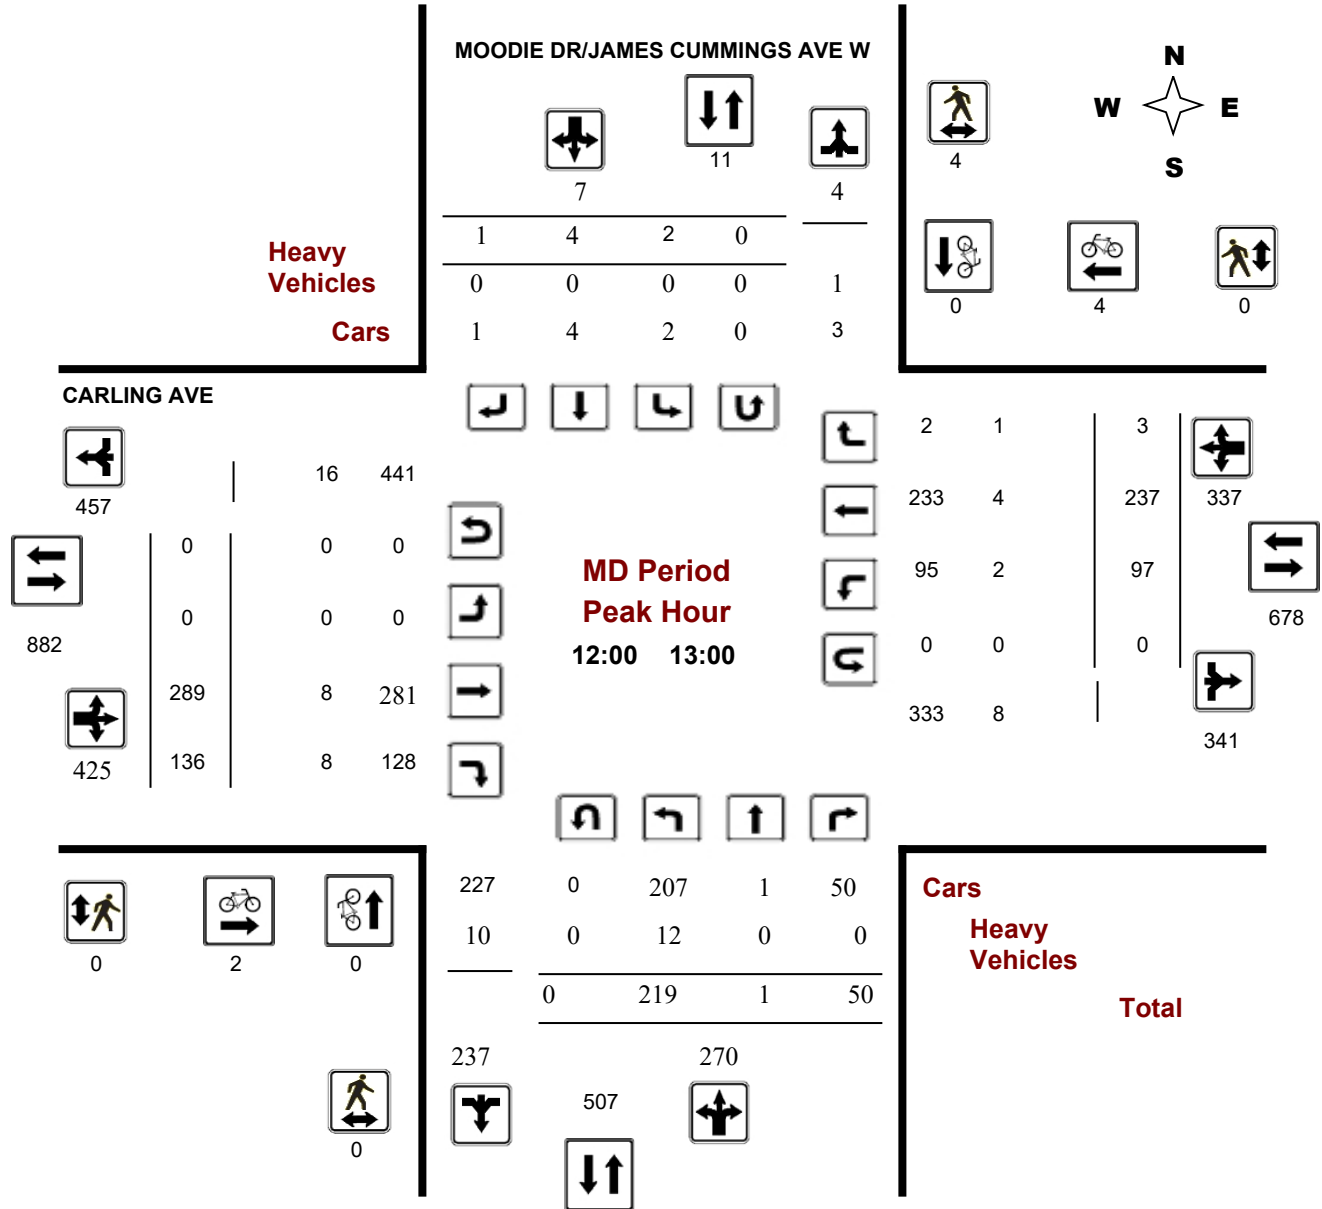 MOODIE DR/JAMES CUMMINGS AVE W
N
W E
S
11
4
7
4
1 4 2 0
Heavy
Vehicles
0 0 0 0 1
Cars
1 4 2 0 3
0
4
0
CARLING AVE
16 441
457
0 0 0
0 0 0
882
289 8 281
425
136 8 128
MD Period
Peak Hour
12:00 13:00
2 1 3
233 4 237
337
95 2 97
678
0 0 0
333 8
341
227 0 207 1 50
10 0 12 0 0
0 219 1 50
237
270
507
Cars
Heavy
Vehicles
Total
0
2
0
0